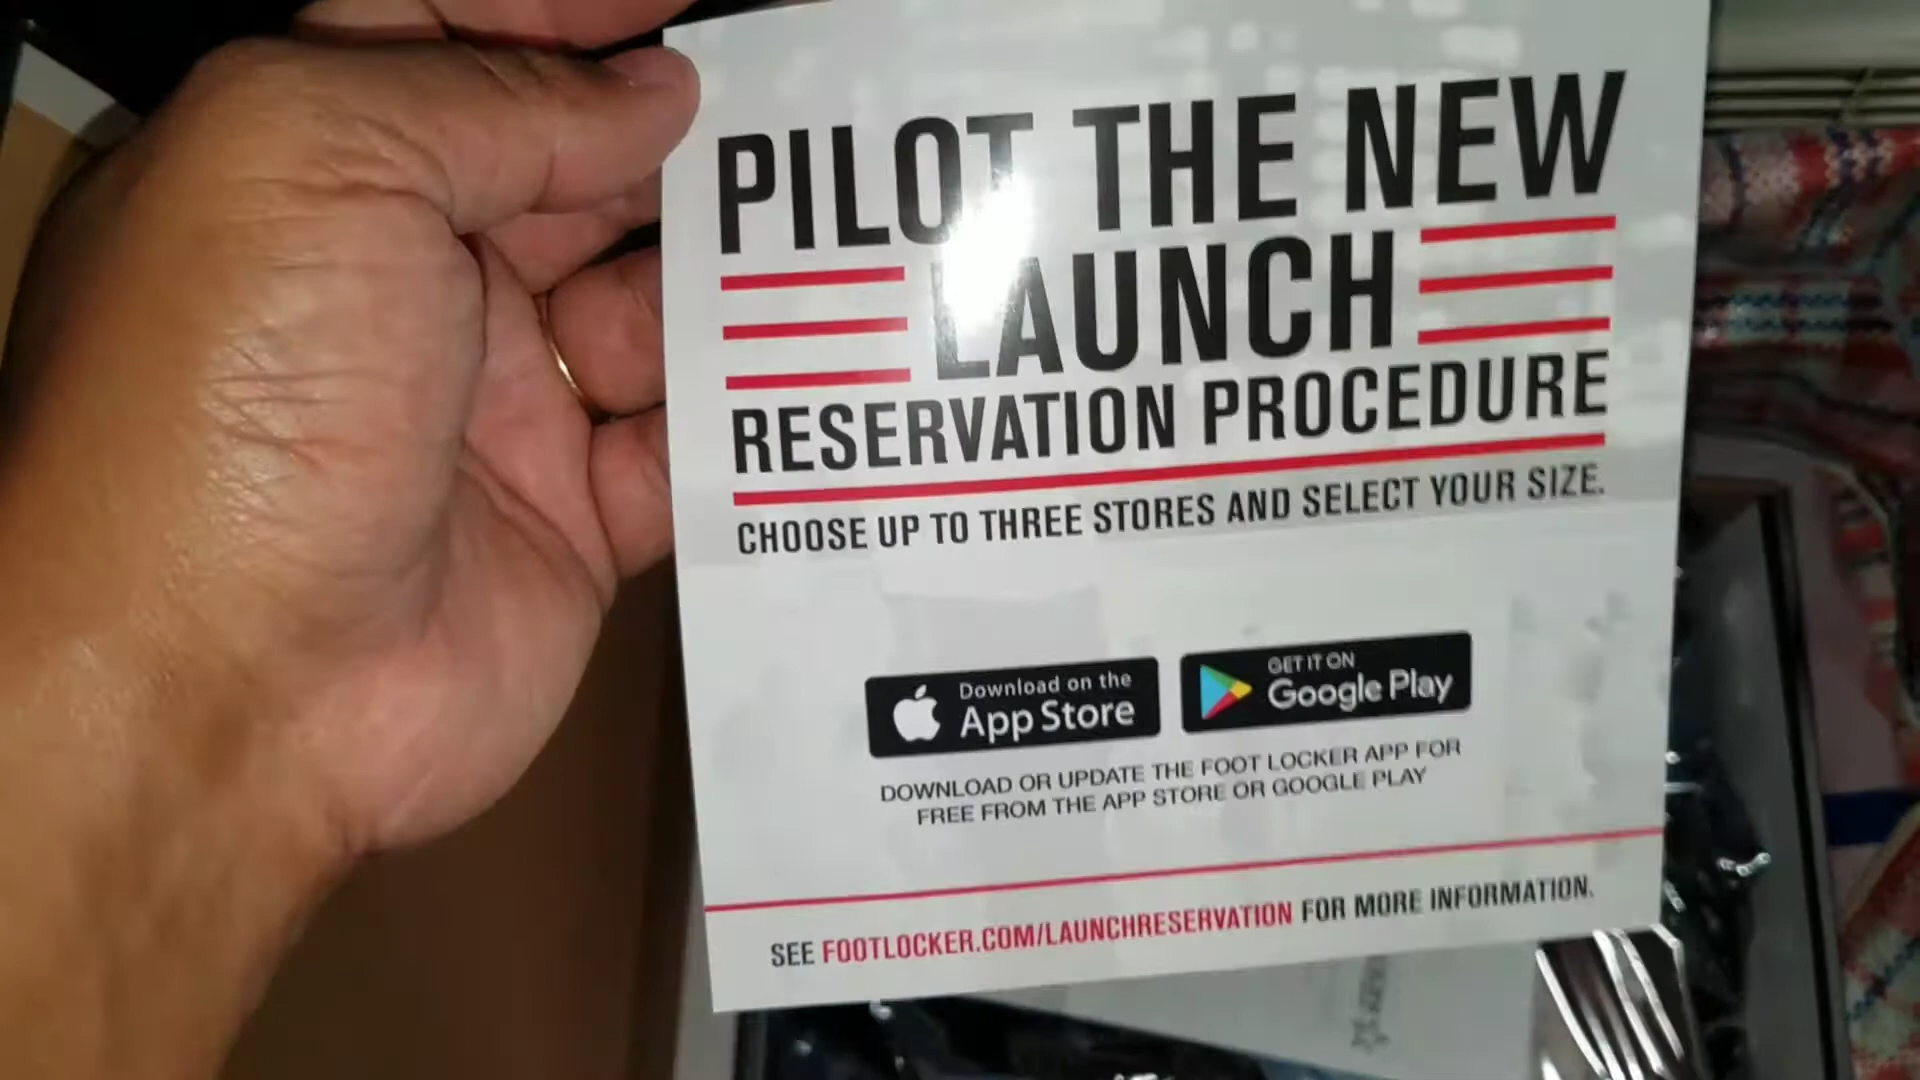 PILOT THE NEW
LAUNCH
RESERVATION PROCEDURE
CHOOSE UP TO THREE STORES AND SELECT YOUR SIZE.
Download on the
App Store
GET IT ON
Google Play
DOWNLOAD OR UPDATE THE FOOT LOCKER APP FOR
FREE FROM THE APP STORE OR GOOGLE PLAY
SEE FOOTLOCKER.COM/LAUNCHRESERVATION FOR MORE INFORMATION.